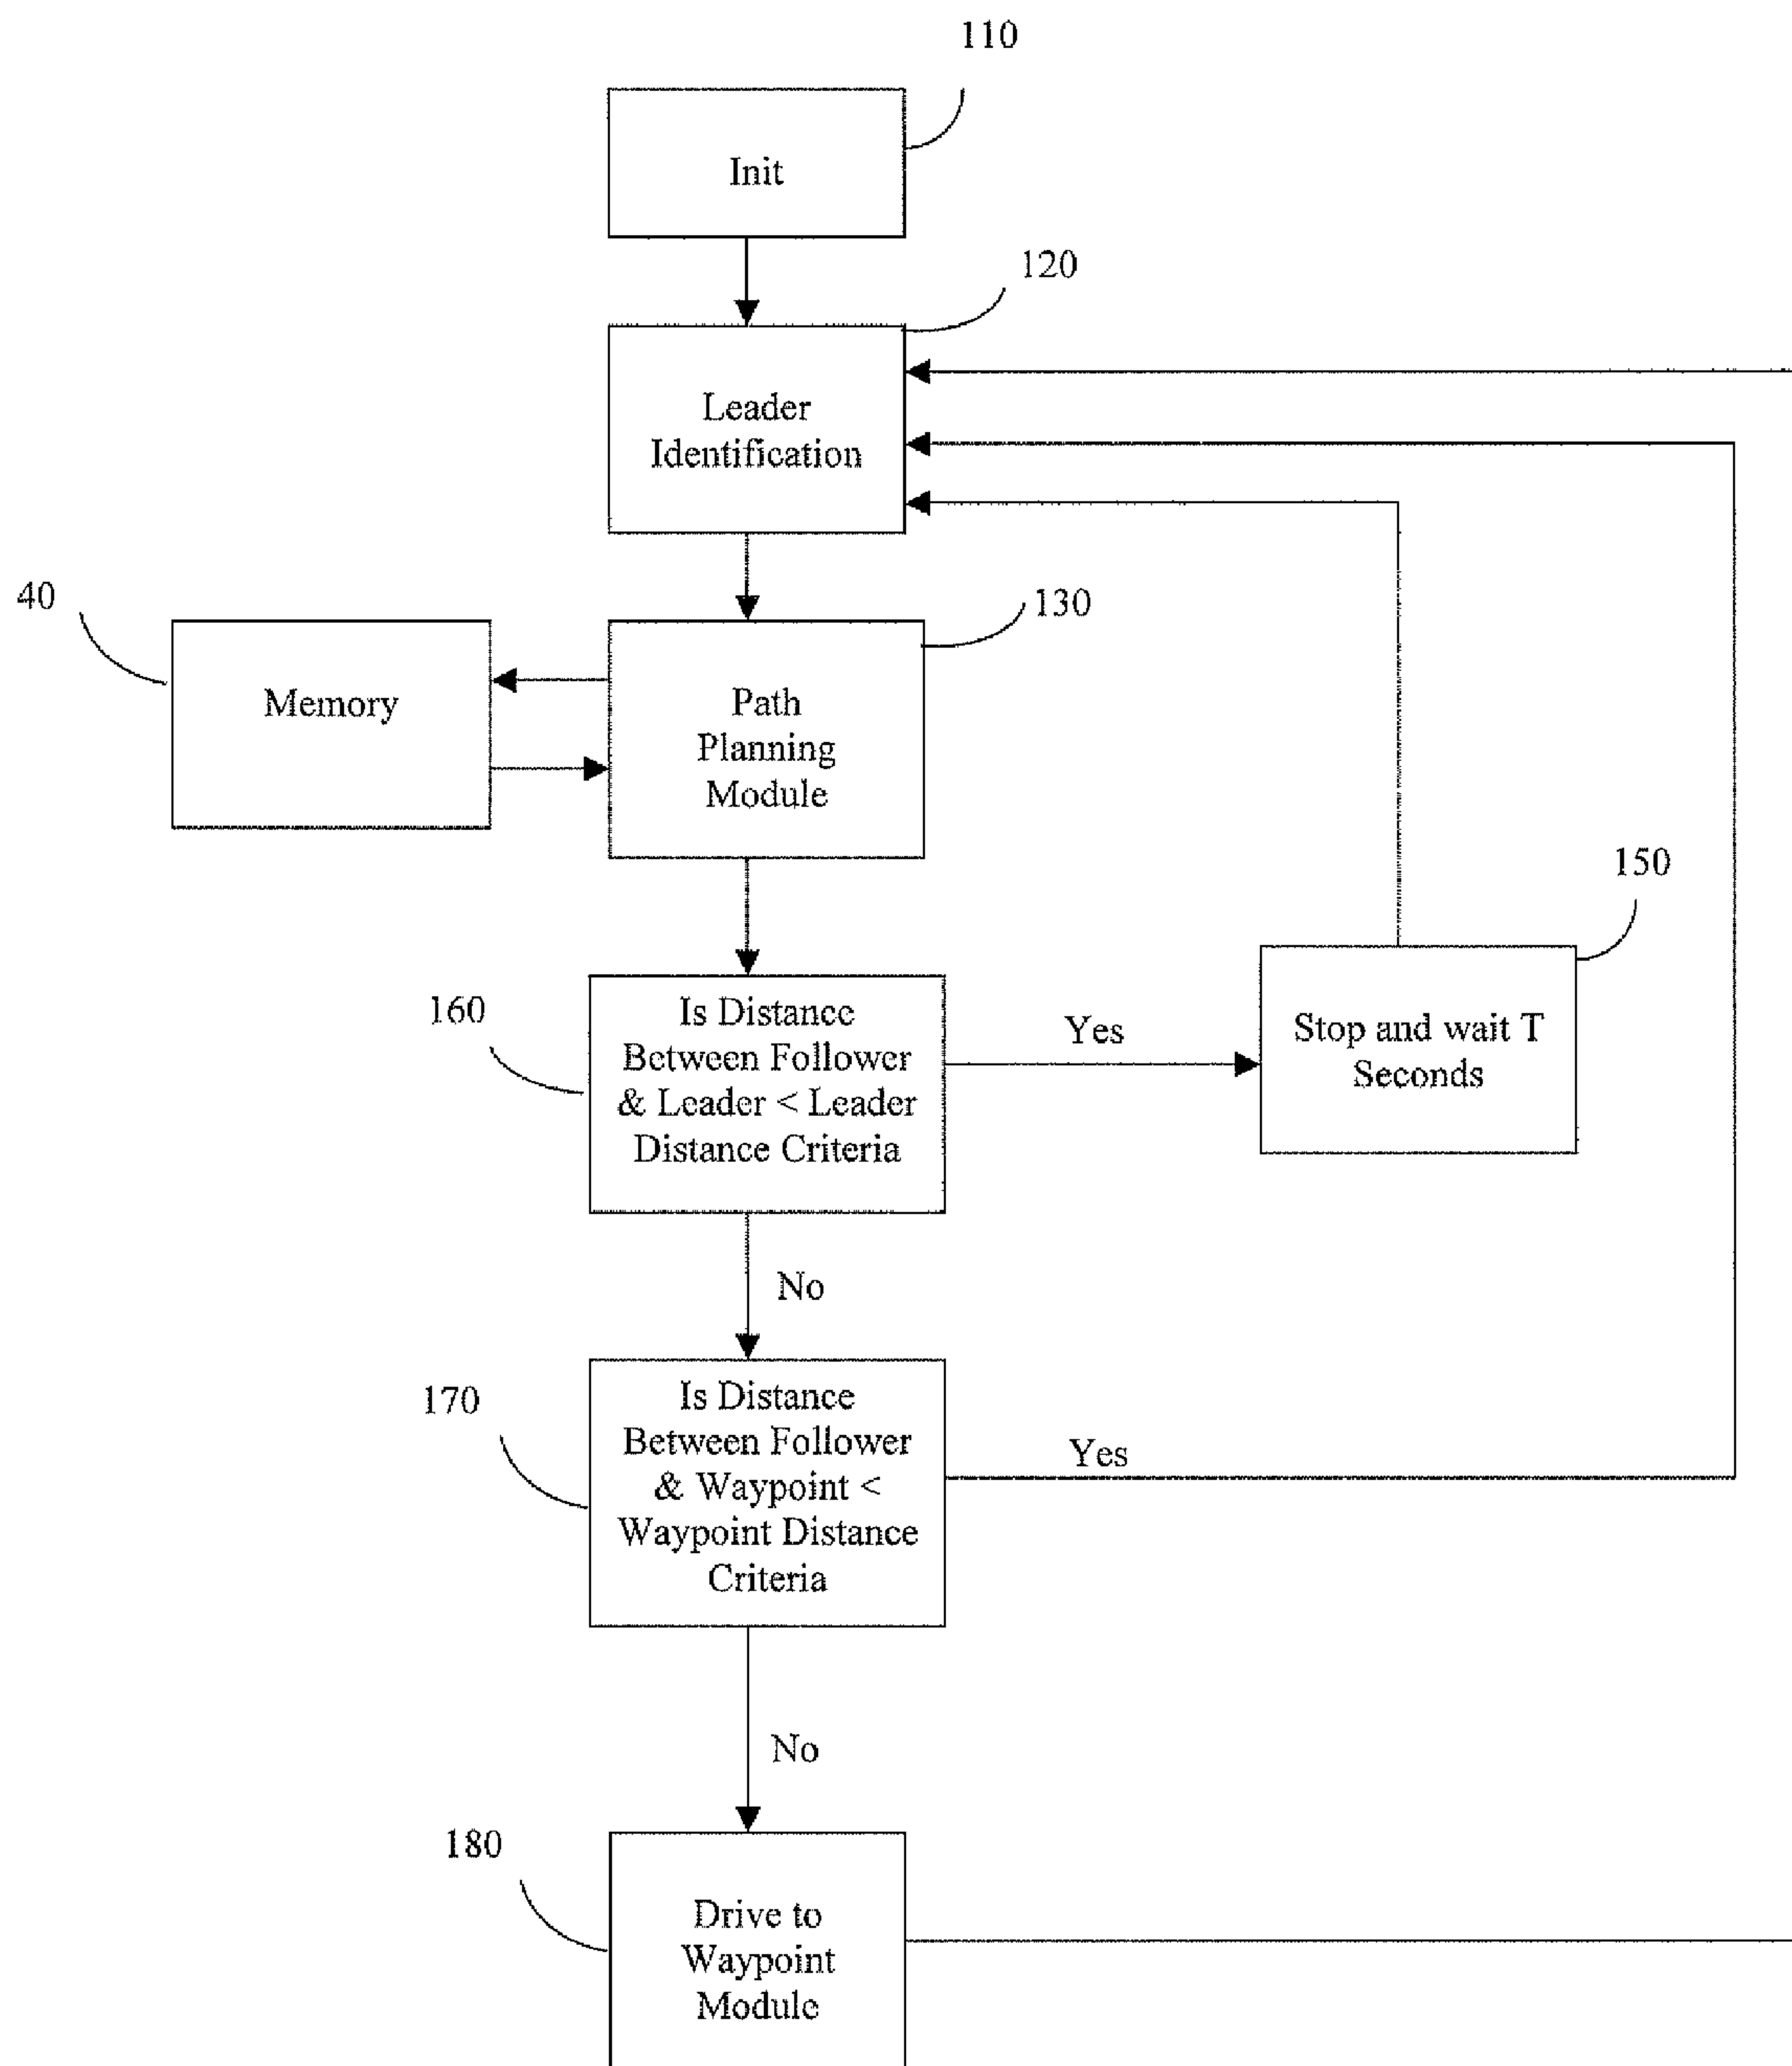 110
Init
120
Leader
Identification
40
130
Memory
Path
Planning
Module
150
160
Is Distance
Between Follower
& Leader < Leader
Distance Criteria
Yes
Stop and wait T
Seconds
No
170
Is Distance
Between Follower
& Waypoint <
Waypoint Distance
Criteria
Yes
No
180
Drive to
Waypoint
Module